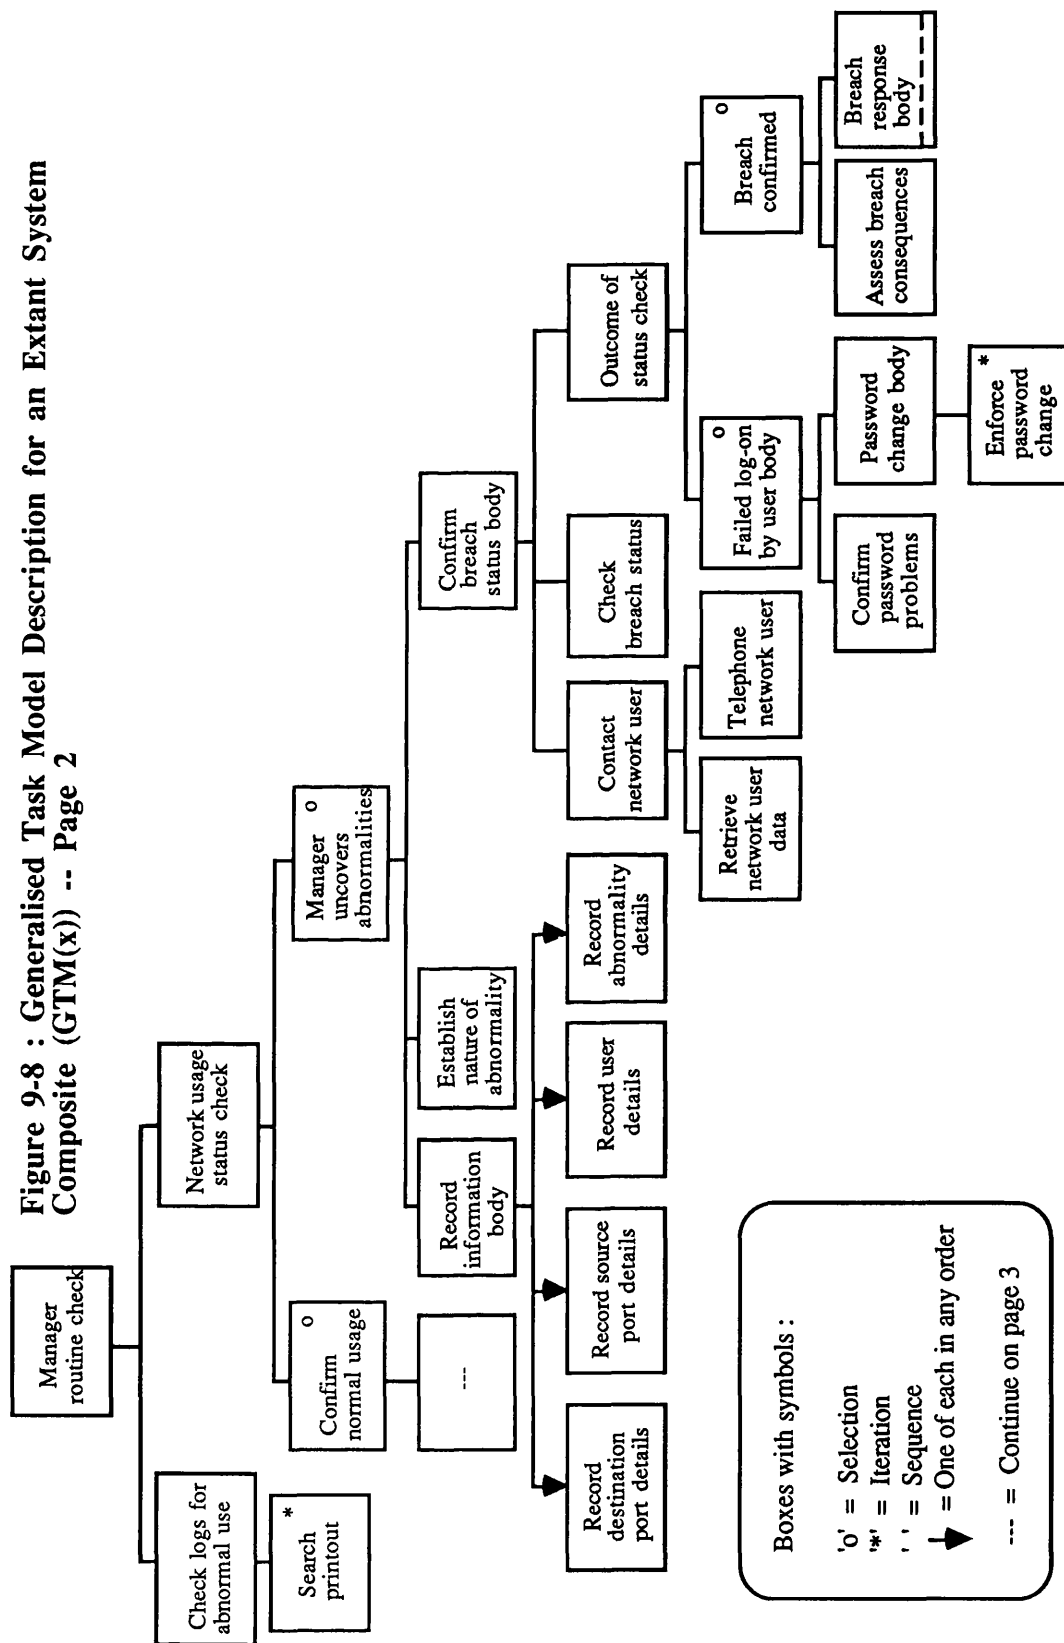 Figure 9-8 : Generalised Task Model Description for an Extant System
Composite (GTM(x)) -- Page 2
Manager
routine check
Check logs for
abnormal use
Network usage
status check
*
Search
printout
o
Confirm
normal usage
o
Manager
uncovers
abnormalities
---
Record
information
body
Establish
nature of
abnormality
Confirm
breach
status body
Record
destination
port details
Record source
port details
Record user
details
Record
abnormality
details
Contact
network user
Check
breach status
Outcome of
status check
Retrieve
network user
data
Telephone
network user
o
Failed log-on
by user body
o
Breach
confirmed
Confirm
password
problems
Password
change body
Assess breach
consequences
Breach
response
body
*
Enforce
password
change
Boxes with symbols :
'o' = Selection
'*' = Iteration
' ' = Sequence
= One of each in any order
--- = Continue on page 3